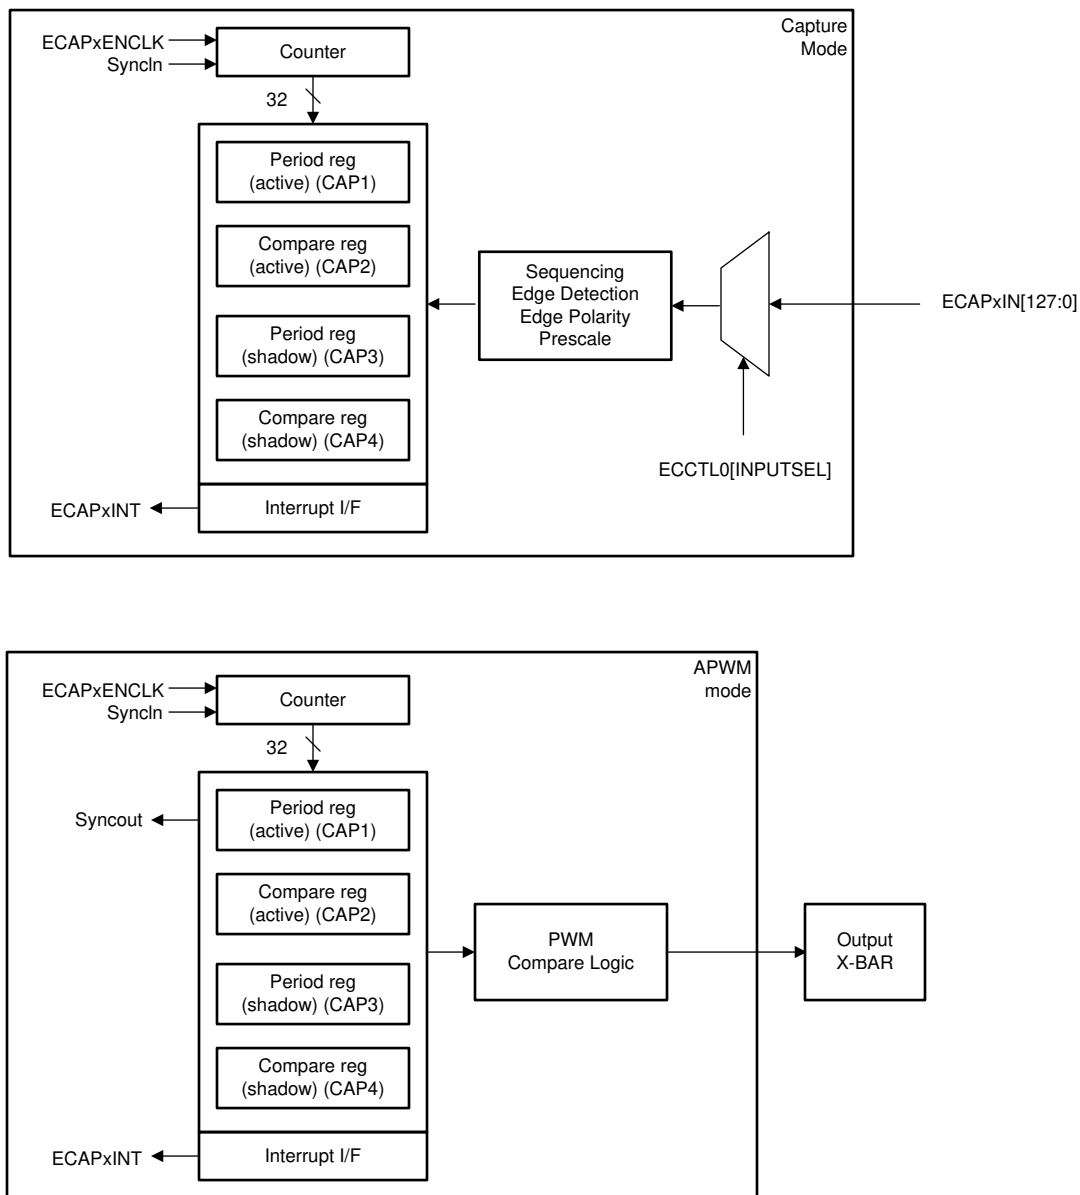 Capture
Mode
ECAPxENCLK
SyncIn
Counter
32
Period reg
(active) (CAP1)
Compare reg
(active) (CAP2)
Period reg
(shadow) (CAP3)
Compare reg
(shadow) (CAP4)
Sequencing
Edge Detection
Edge Polarity
Prescale
ECAPxIN[127:0]
ECCTL0[INPUTSEL]
ECAPxINT
Interrupt I/F
APWM
mode
ECAPxENCLK
SyncIn
Counter
32
Syncout
Period reg
(active) (CAP1)
Compare reg
(active) (CAP2)
Period reg
(shadow) (CAP3)
Compare reg
(shadow) (CAP4)
PWM
Compare Logic
Output
X-BAR
ECAPxINT
Interrupt I/F